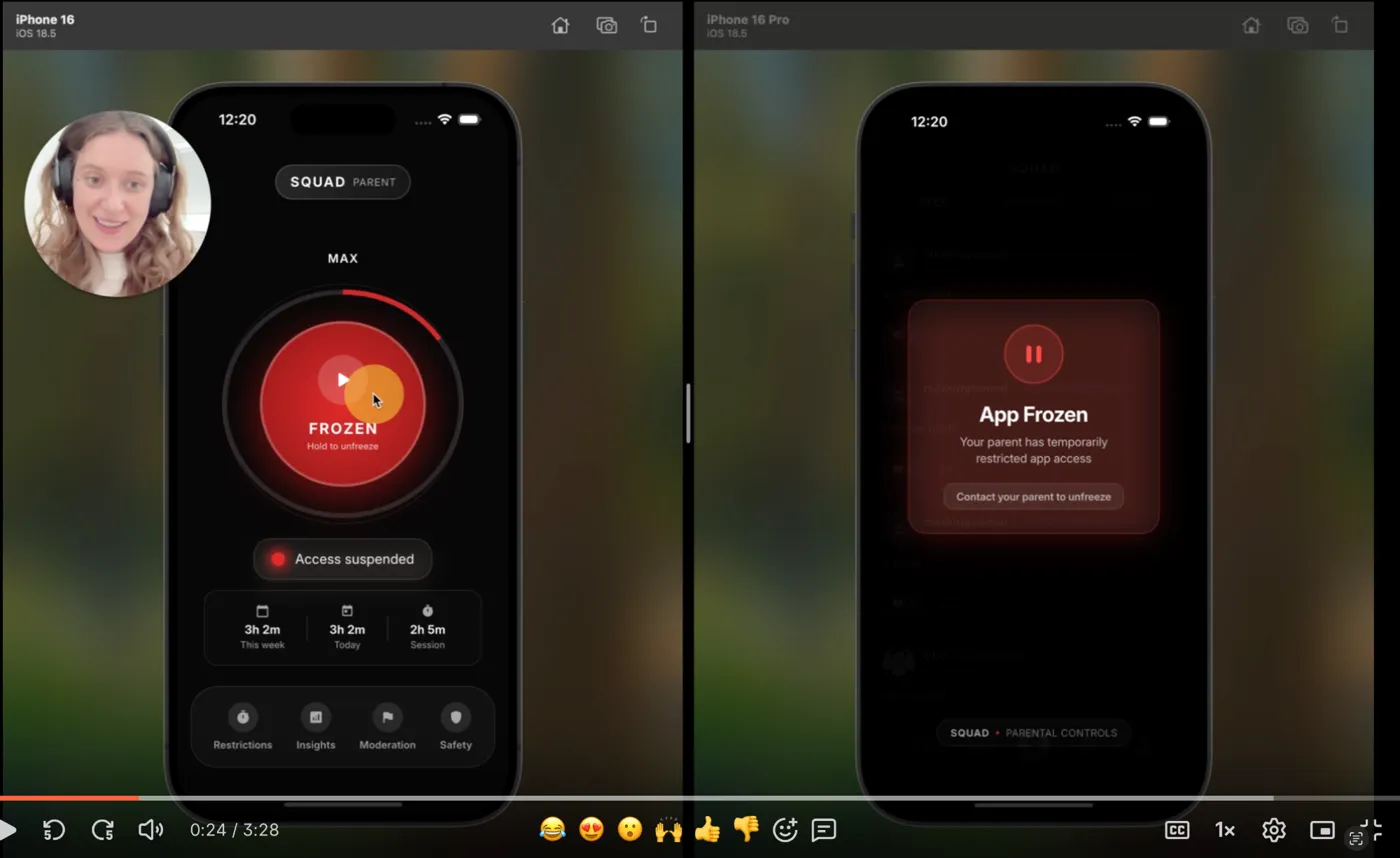 iPhone 16
iOS 18.5
12:20
SQUAD PARENT
MAX
FROZEN
Hold to unfreeze
Access suspended
3h 2m
This week
3h 2m
Today
2h 5m
Session
Restrictions
Insights
Moderation
Safety
iPhone 16 Pro
iOS 18.5
12:20
App Frozen
Your parent has temporarily
restricted app access
Contact your parent to unfreeze
SQUAD • PARENTAL CONTROLS
5
5
0:24 / 3:28
CC
1x